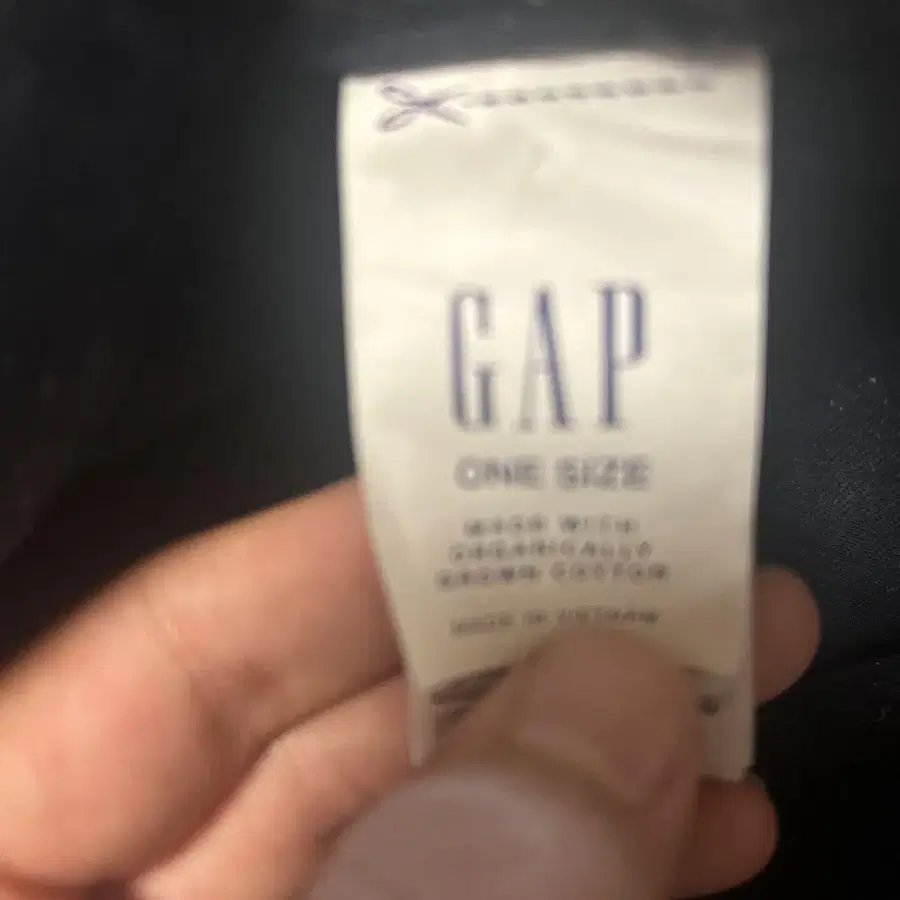 GAP
ONE SIZE
MADE WITH
ORGANICALLY
GROWN COTTON
MADE IN VIETNAM